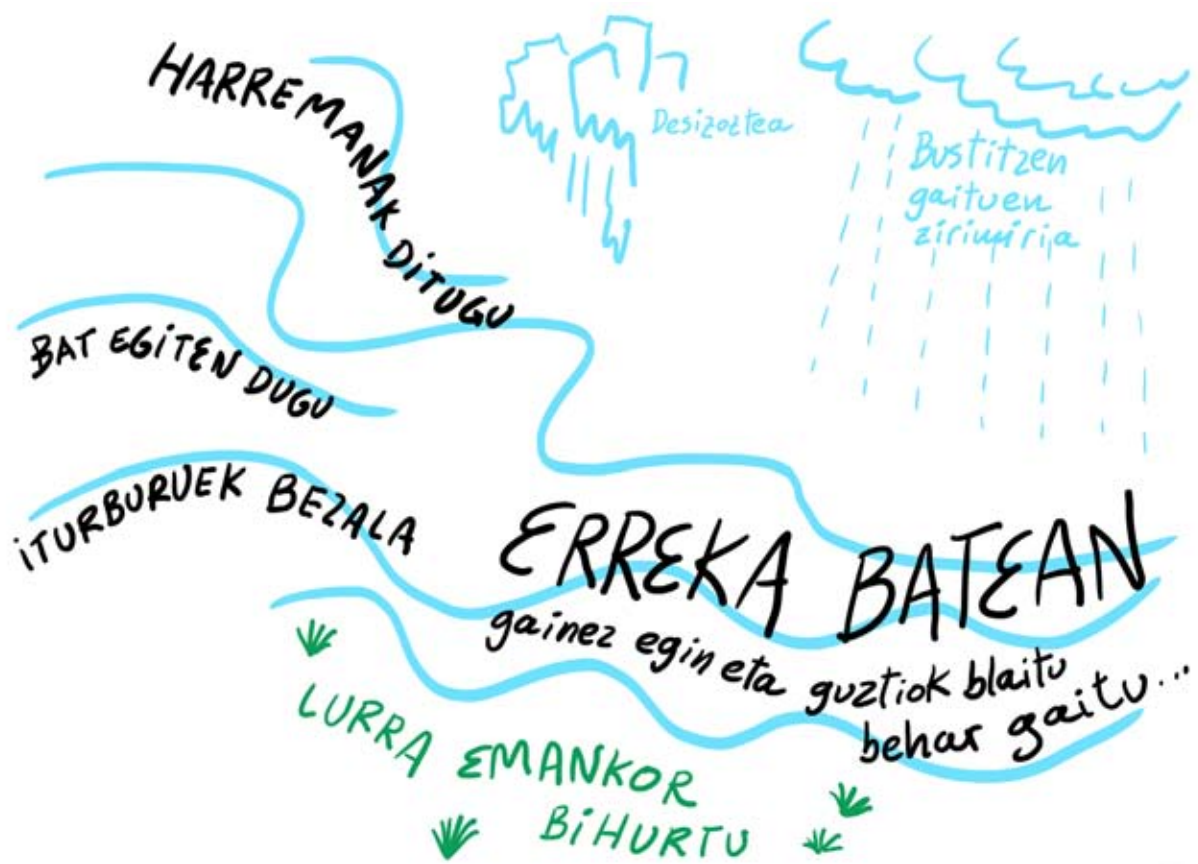 HARREMANAK DITUGU
Desizoztea
Bustitzen
gaituen
zirimiria
BAT EGITEN DUGU
ITURBURUEK BEZALA
ERREKA BATEAN
gainez egin eta guztiok blaitu
behar gaitu...
LURRA EMANKOR
BIHURTU